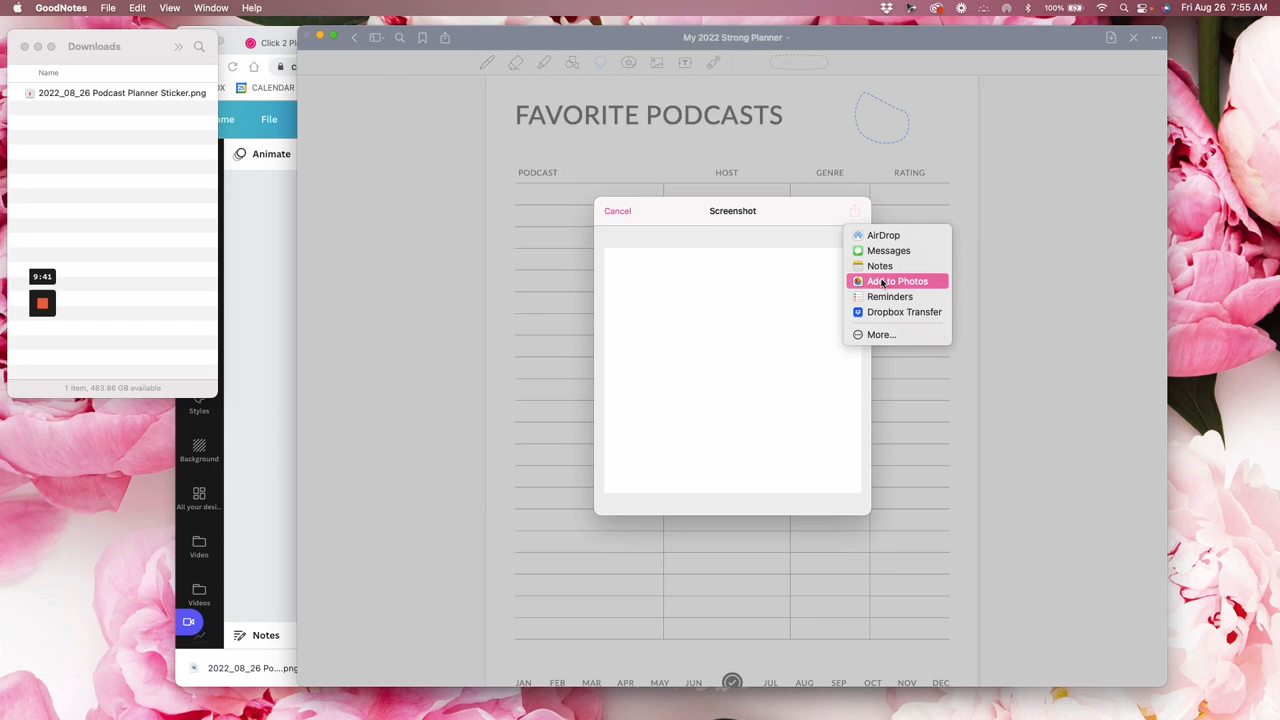 GoodNotes File Edit View Window Help
100% Fri Aug 26 7:55 AM
Downloads
Name
2022_08_26 Podcast Planner Sticker.png
9:41
1 item, 463.86 GB available
Click 2 Pl
CALENDAR
File
Animate
Styles
Background
All your desi...
Video
Videos
Notes
2022_08_26 Po....png
My 2022 Strong Planner
FAVORITE PODCASTS
PODCAST HOST GENRE RATING
Cancel Screenshot
AirDrop
Messages
Notes
Add to Photos
Reminders
Dropbox Transfer
More...
JAN FEB MAR APR MAY JUN JUL AUG SEP OCT NOV DEC